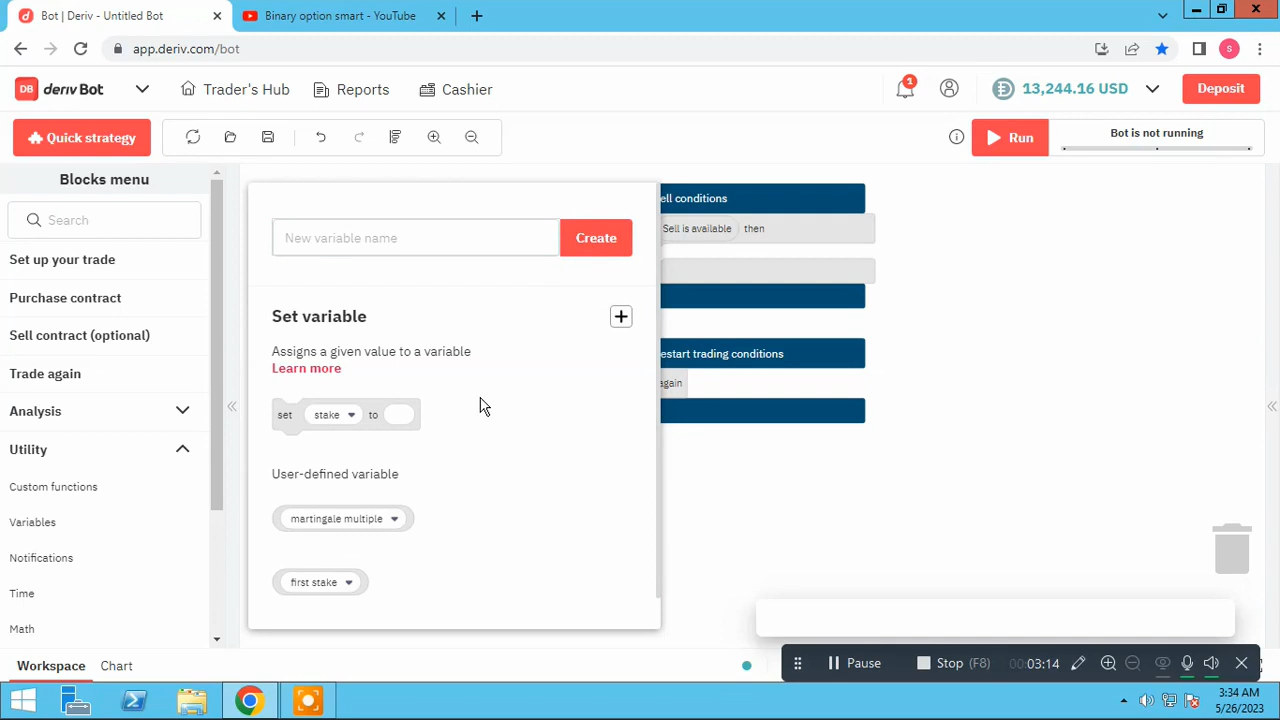 Bot | Deriv - Untitled Bot
Binary option smart - YouTube
app.deriv.com/bot
S
DB deriv Bot
Trader's Hub
Reports
Cashier
1
13,244.16 USD
Deposit
Quick strategy
Run
Bot is not running
Blocks menu
Search
Set up your trade
Purchase contract
Sell contract (optional)
Trade again
Analysis
Utility
Custom functions
Variables
Notifications
Time
Math
New variable name
Create
Set variable
Assigns a given value to a variable
Learn more
set stake to
User-defined variable
martingale multiple
first stake
ell conditions
Sell is available then
estart trading conditions
again
Workspace
Chart
Pause
Stop (F8)
00:03:14
3:34 AM
5/26/2023